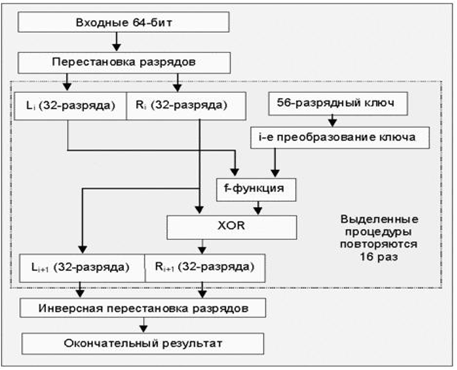 Входные 64-бит
Перестановка разрядов
Li (32-разряда)
Ri (32-разряда)
56-разрядный ключ
i-е преобразование ключа
f-функция
XOR
Выделенные
процедуры
повторяются
16 раз
Li+1 (32-разряда)
Ri+1 (32-разряда)
Инверсная перестановка разрядов
Окончательный результат